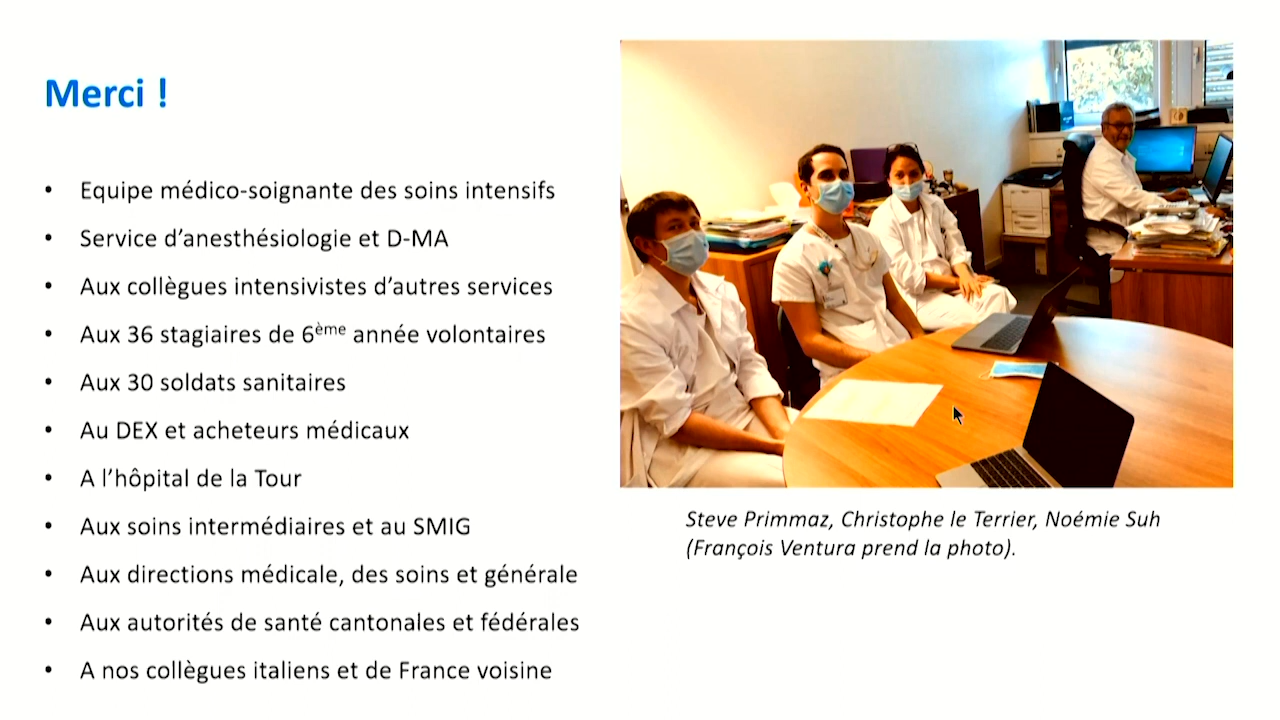 Merci !
• Equipe médico-soignante des soins intensifs
• Service d’anesthésiologie et D-MA
• Aux collègues intensivistes d’autres services
• Aux 36 stagiaires de 6ème année volontaires
• Aux 30 soldats sanitaires
• Au DEX et acheteurs médicaux
• A l’hôpital de la Tour
• Aux soins intermédiaires et au SMIG
• Aux directions médicale, des soins et générale
• Aux autorités de santé cantonales et fédérales
• A nos collègues italiens et de France voisine
Steve Primmaz, Christophe le Terrier, Noémie Suh
(François Ventura prend la photo).